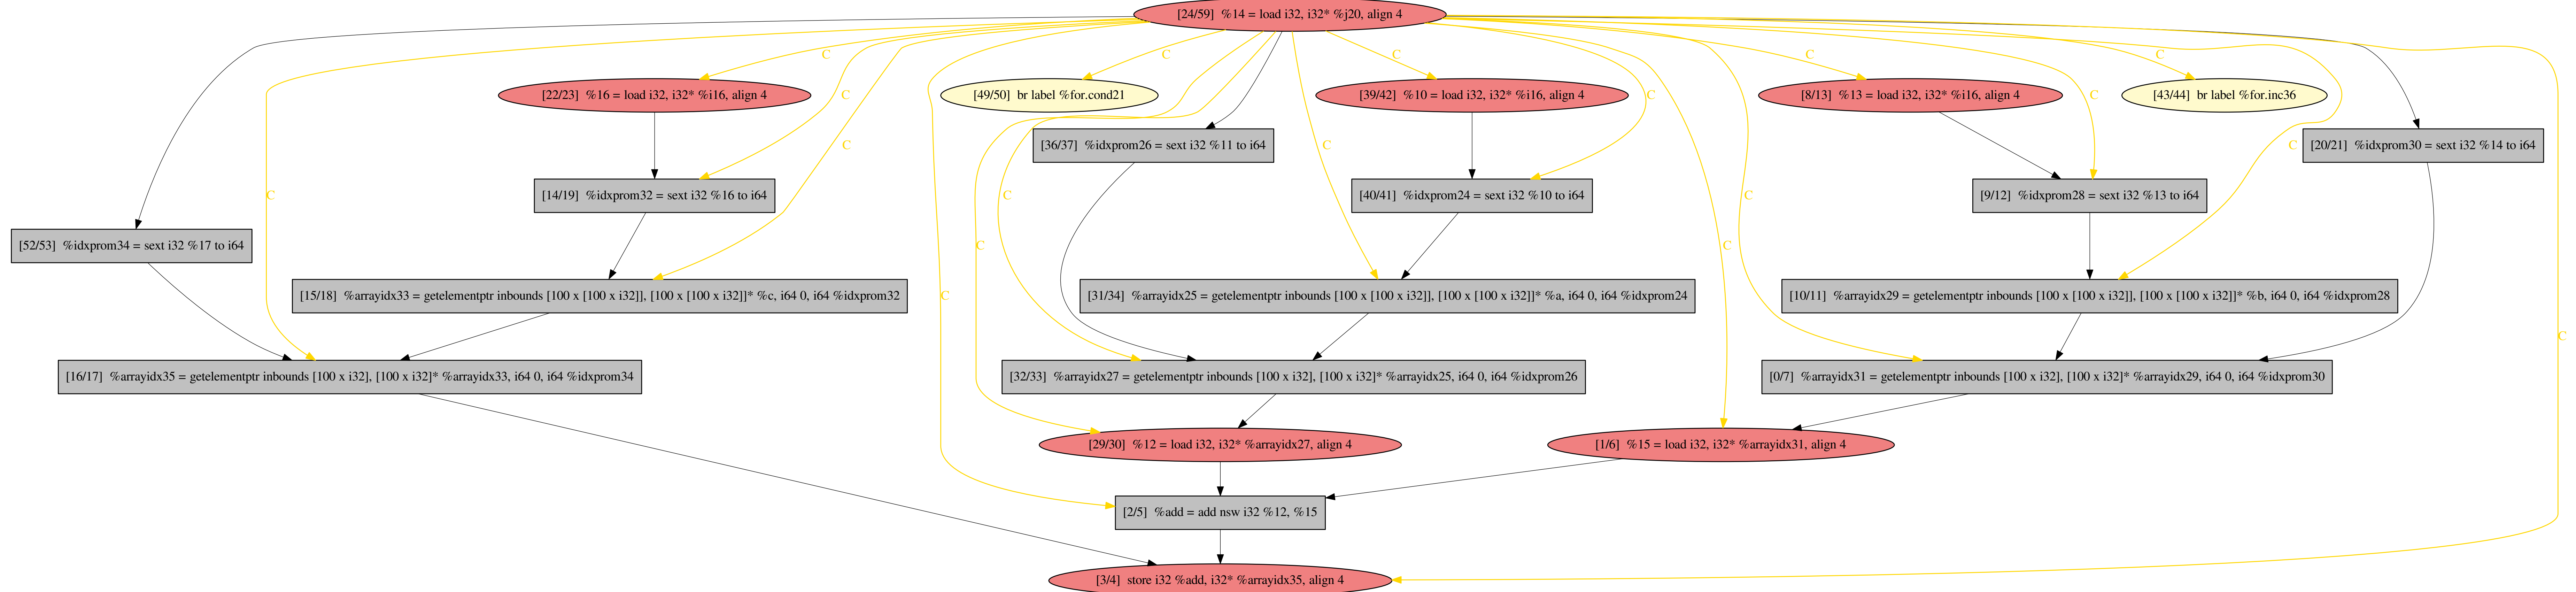 [24/59]  %14 = load i32, i32* %j20, align 4
C
C
C
C
[22/23]  %16 = load i32, i32* %i16, align 4
[49/50]  br label %for.cond21
[39/42]  %10 = load i32, i32* %i16, align 4
[8/13]  %13 = load i32, i32* %i16, align 4
[43/44]  br label %for.inc36
C
C
C
C
C
C
C
[36/37]  %idxprom26 = sext i32 %11 to i64
[20/21]  %idxprom30 = sext i32 %14 to i64
C
C
C
C
[14/19]  %idxprom32 = sext i32 %16 to i64
[40/41]  %idxprom24 = sext i32 %10 to i64
[9/12]  %idxprom28 = sext i32 %13 to i64
[52/53]  %idxprom34 = sext i32 %17 to i64
C
C
C
[15/18]  %arrayidx33 = getelementptr inbounds [100 x [100 x i32]], [100 x [100 x i32]]* %c, i64 0, i64 %idxprom32
[31/34]  %arrayidx25 = getelementptr inbounds [100 x [100 x i32]], [100 x [100 x i32]]* %a, i64 0, i64 %idxprom24
[10/11]  %arrayidx29 = getelementptr inbounds [100 x [100 x i32]], [100 x [100 x i32]]* %b, i64 0, i64 %idxprom28
C
[16/17]  %arrayidx35 = getelementptr inbounds [100 x i32], [100 x i32]* %arrayidx33, i64 0, i64 %idxprom34
[32/33]  %arrayidx27 = getelementptr inbounds [100 x i32], [100 x i32]* %arrayidx25, i64 0, i64 %idxprom26
[0/7]  %arrayidx31 = getelementptr inbounds [100 x i32], [100 x i32]* %arrayidx29, i64 0, i64 %idxprom30
[29/30]  %12 = load i32, i32* %arrayidx27, align 4
[1/6]  %15 = load i32, i32* %arrayidx31, align 4
[2/5]  %add = add nsw i32 %12, %15
[3/4]  store i32 %add, i32* %arrayidx35, align 4